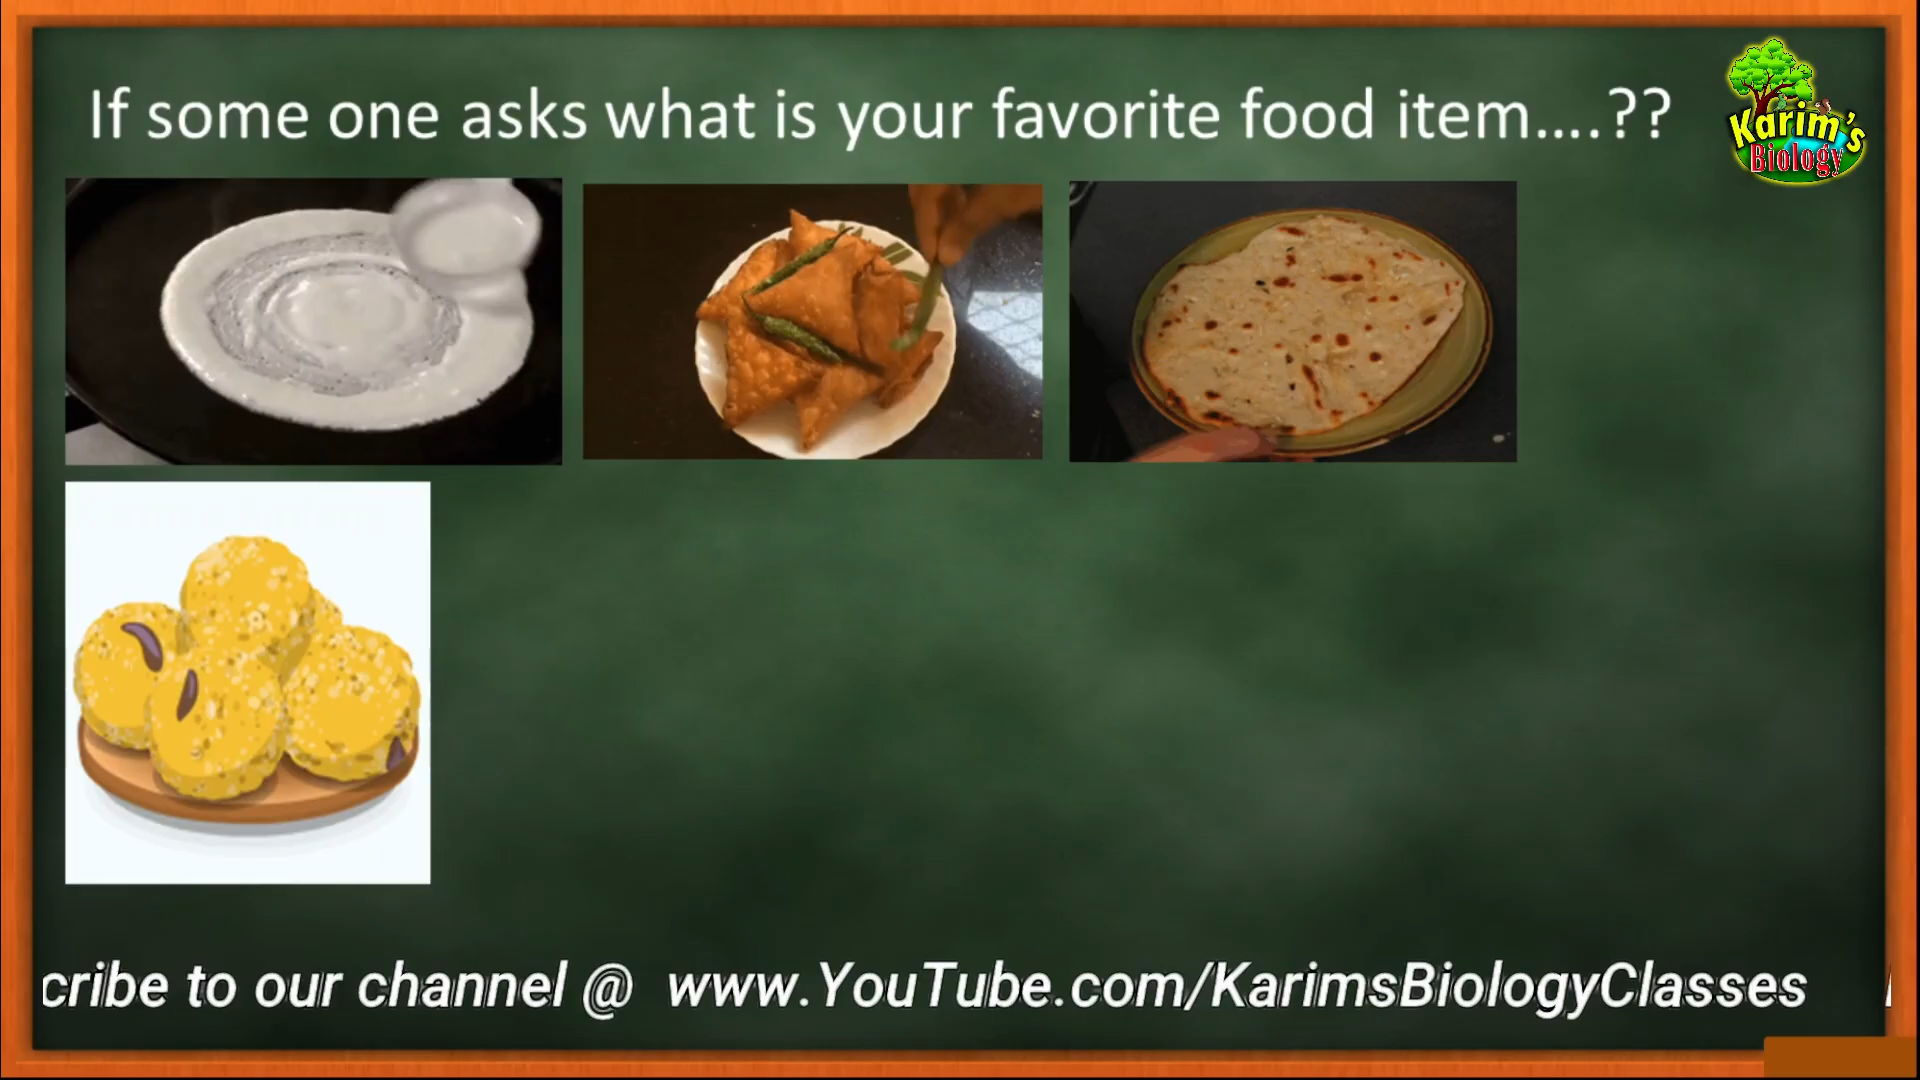 If some one asks what is your favorite food item....??
Karim's
Biology
cribe to our channel @ www.YouTube.com/KarimsBiologyClasses